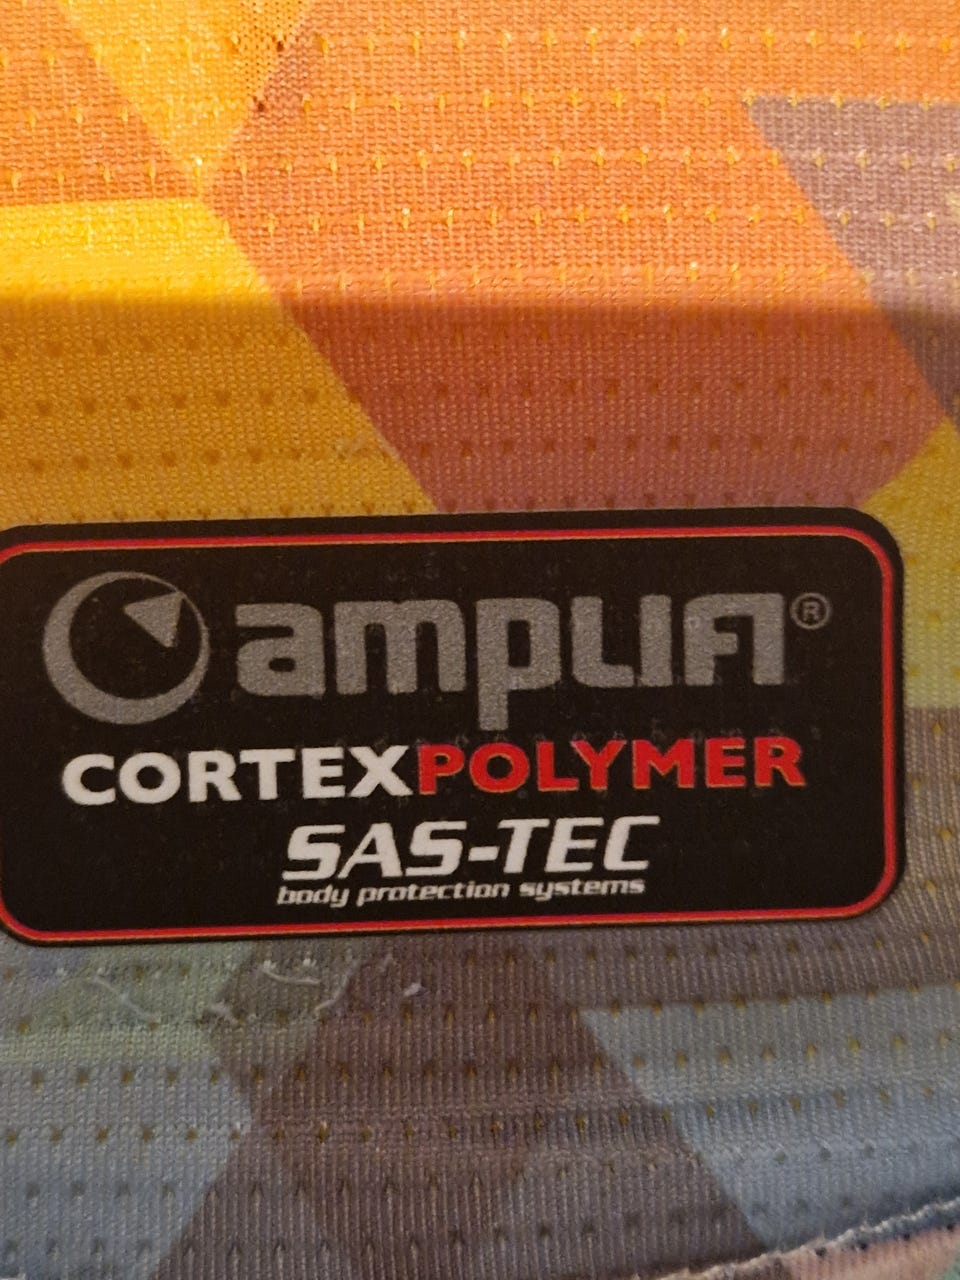 amplifi®
CORTEXPOLYMER
SAS-TEC
body protection systems